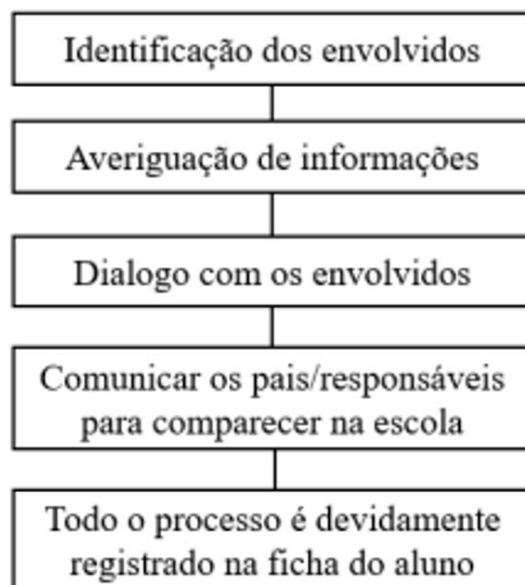 Identificação dos envolvidos
Averiguação de informações
Dialogo com os envolvidos
Comunicar os pais/responsáveis
para comparecer na escola
Todo o processo é devidamente
registrado na ficha do aluno